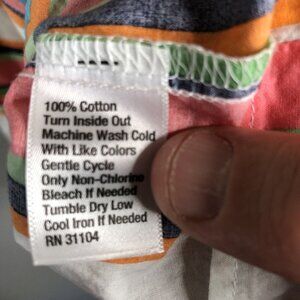 100% Cotton
Turn Inside Out
Machine Wash Cold
With Like Colors
Gentle Cycle
Only Non-Chlorine
Bleach If Needed
Tumble Dry Low
Cool Iron If Needed
RN 31104